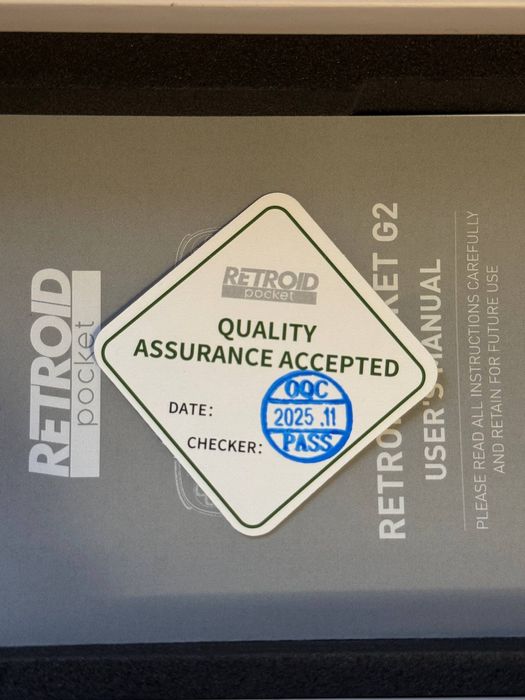 RETROID
pocket
QUALITY
ASSURANCE ACCEPTED
DATE:
CHECKER:
OQC
2025.11
PASS
RETROID
pocket
RETRO KET G2
USER'S MANUAL
PLEASE READ ALL INSTRUCTIONS CAREFULLY
AND RETAIN FOR FUTURE USE